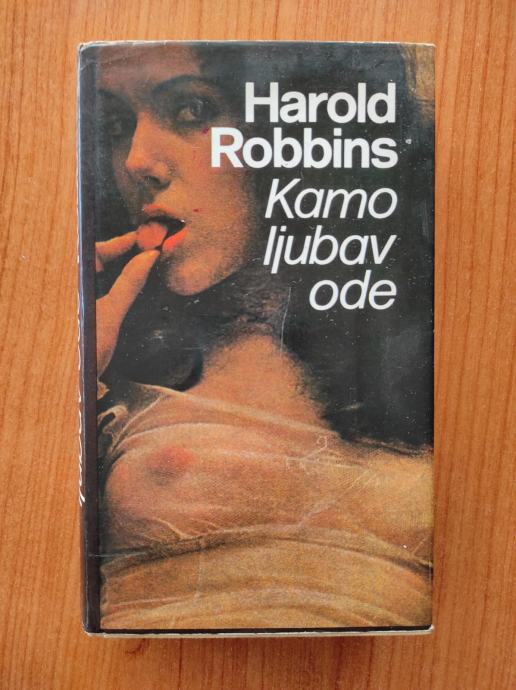 Harold
Robbins
Kamo
ljubav
ode